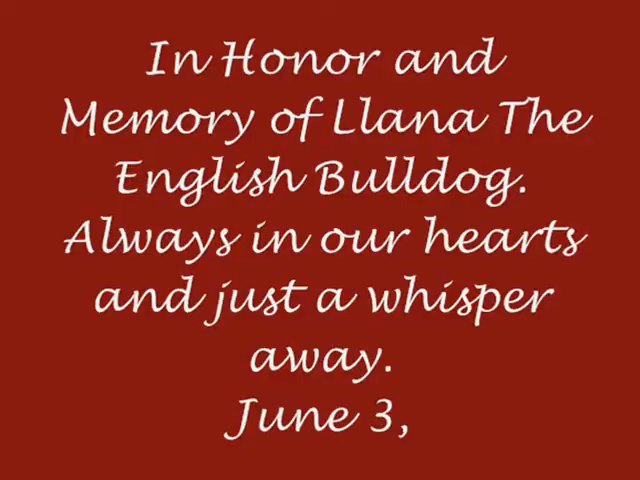 In Honor and
Memory of Llana The
English Bulldog.
Always in our hearts
and just a whisper
away.
June 3,